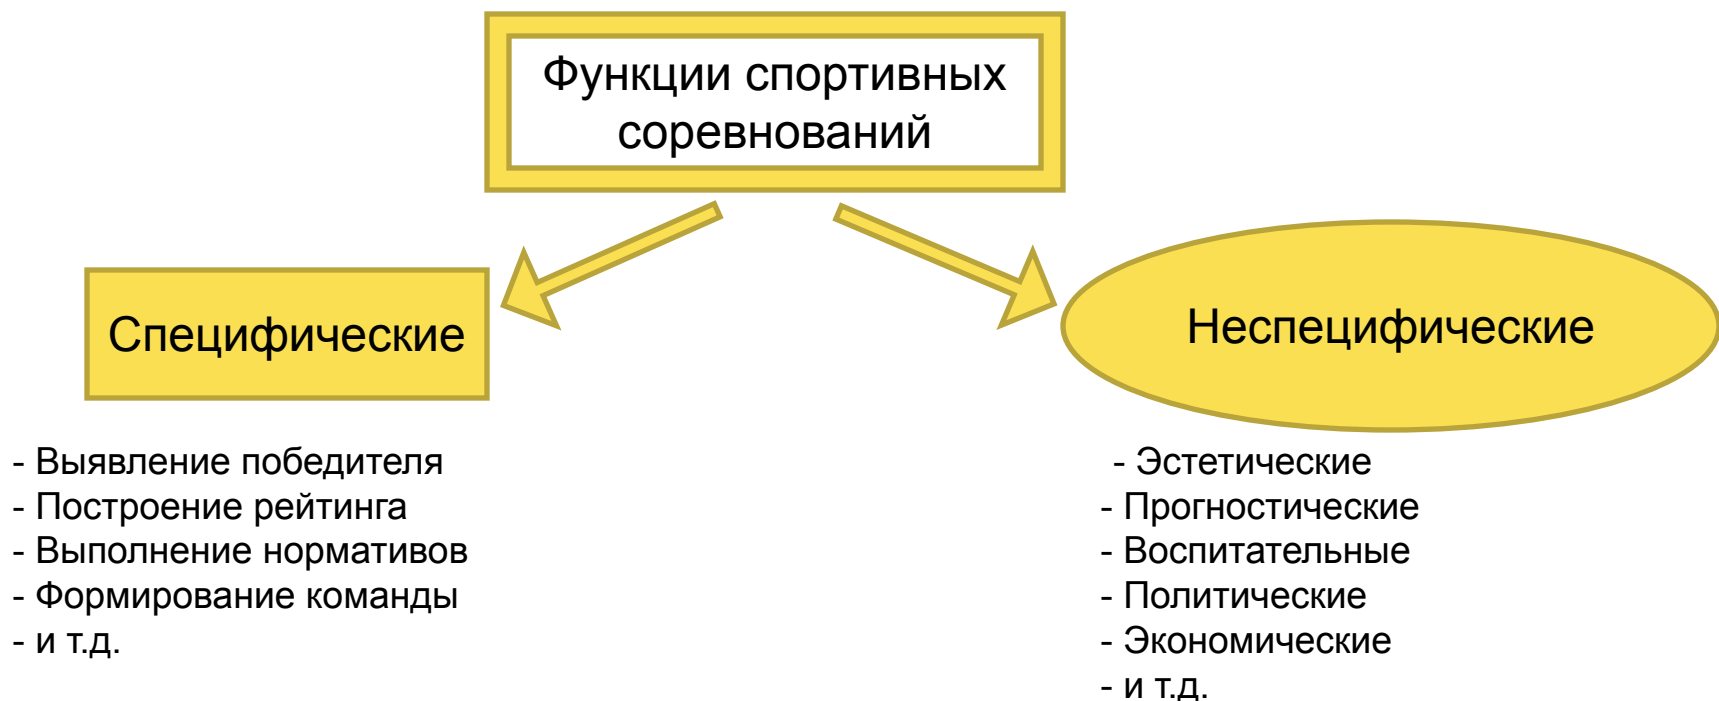 Функции спортивных
соревнований
Специфические
Неспецифические
- Выявление победителя
- Построение рейтинга
- Выполнение нормативов
- Формирование команды
- и т.д.
- Эстетические
- Прогностические
- Воспитательные
- Политические
- Экономические
- и т.д.